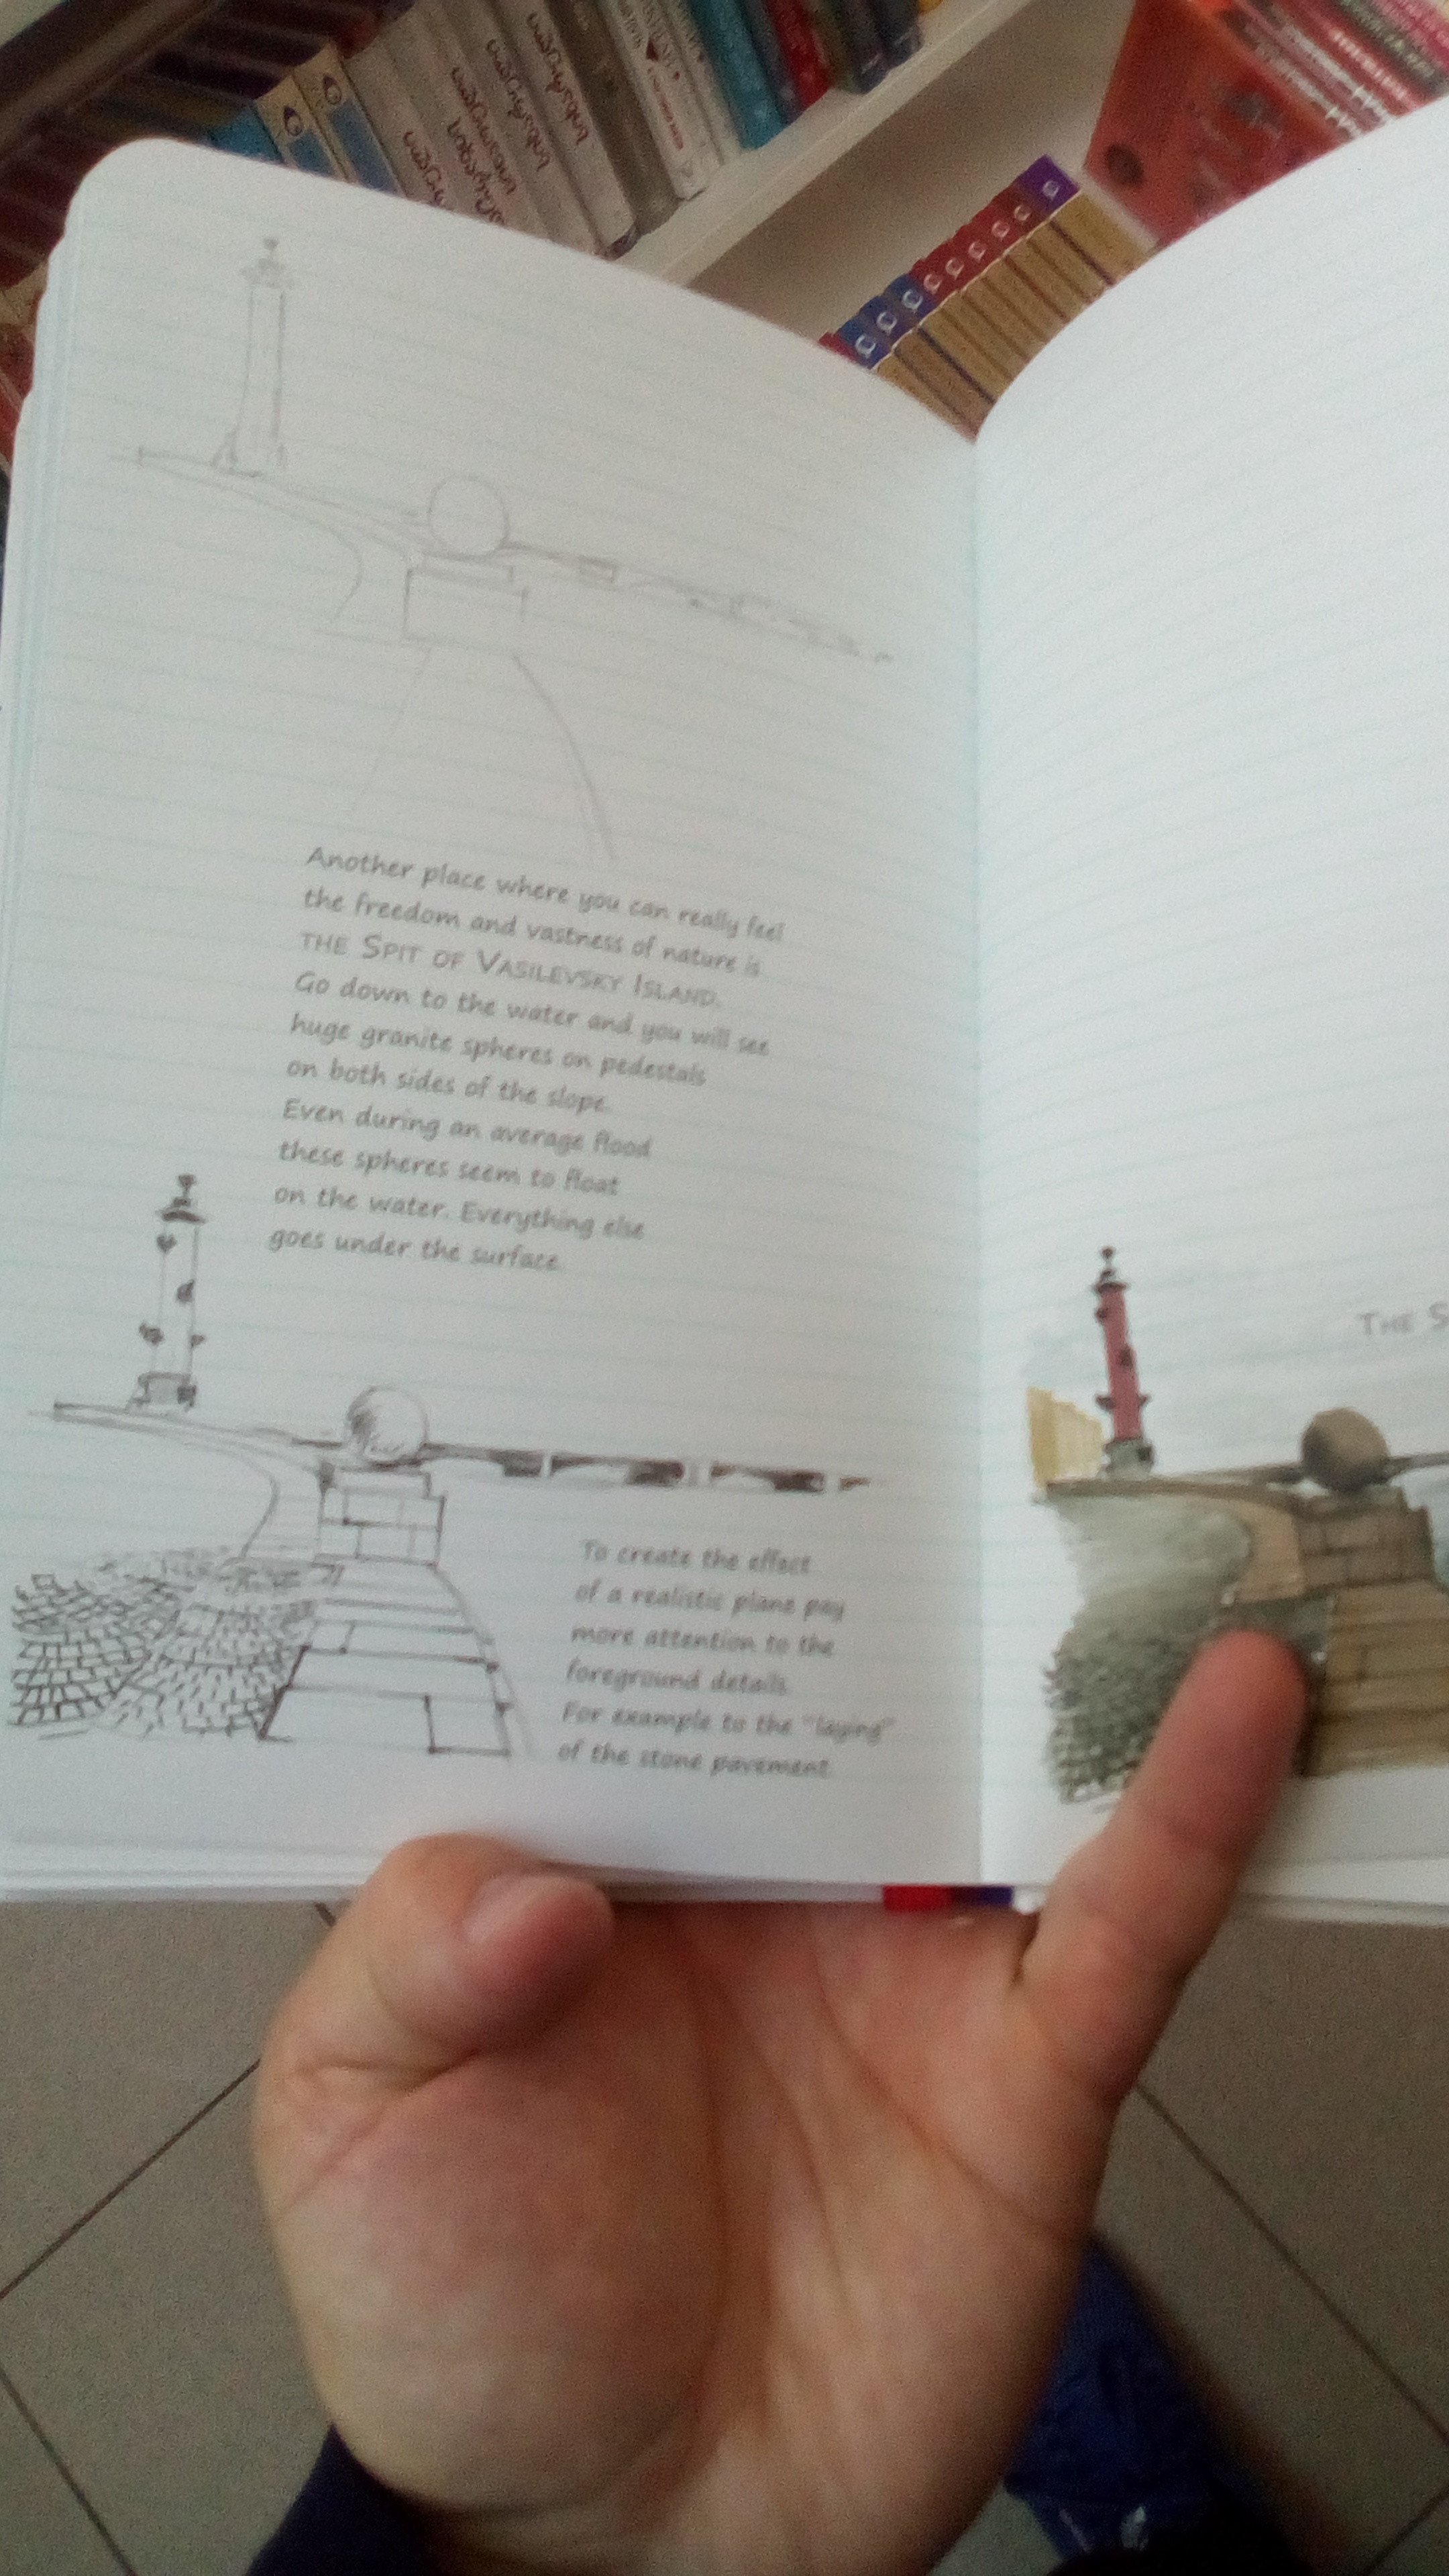 Another place where you can really feel
the freedom and vastness of nature is
THE SPIT OF VASILEVSKY ISLAND.
Go down to the water and you will see
huge granite spheres on pedestals
on both sides of the slope.
Even during an average flood
these spheres seem to float
on the water. Everything else
goes under the surface.
To create the effect
of a realistic plane pay
more attention to the
foreground details.
For example to the "laying"
of the stone pavement.
THE S